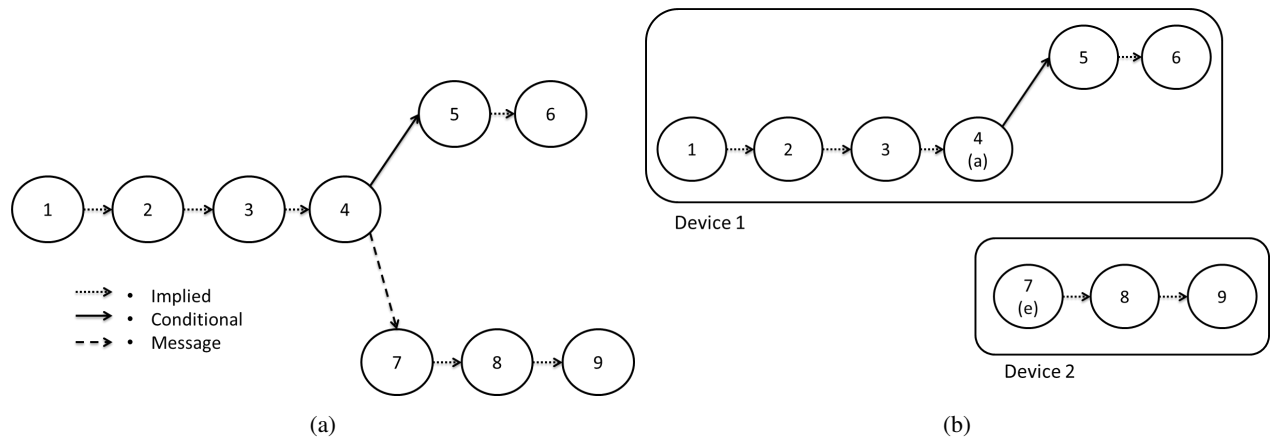 1
2
3
4
5
6
7
8
9
• Implied
• Conditional
• Message
(a)
1
2
3
4
(a)
5
6
Device 1
7
(e)
8
9
Device 2
(b)